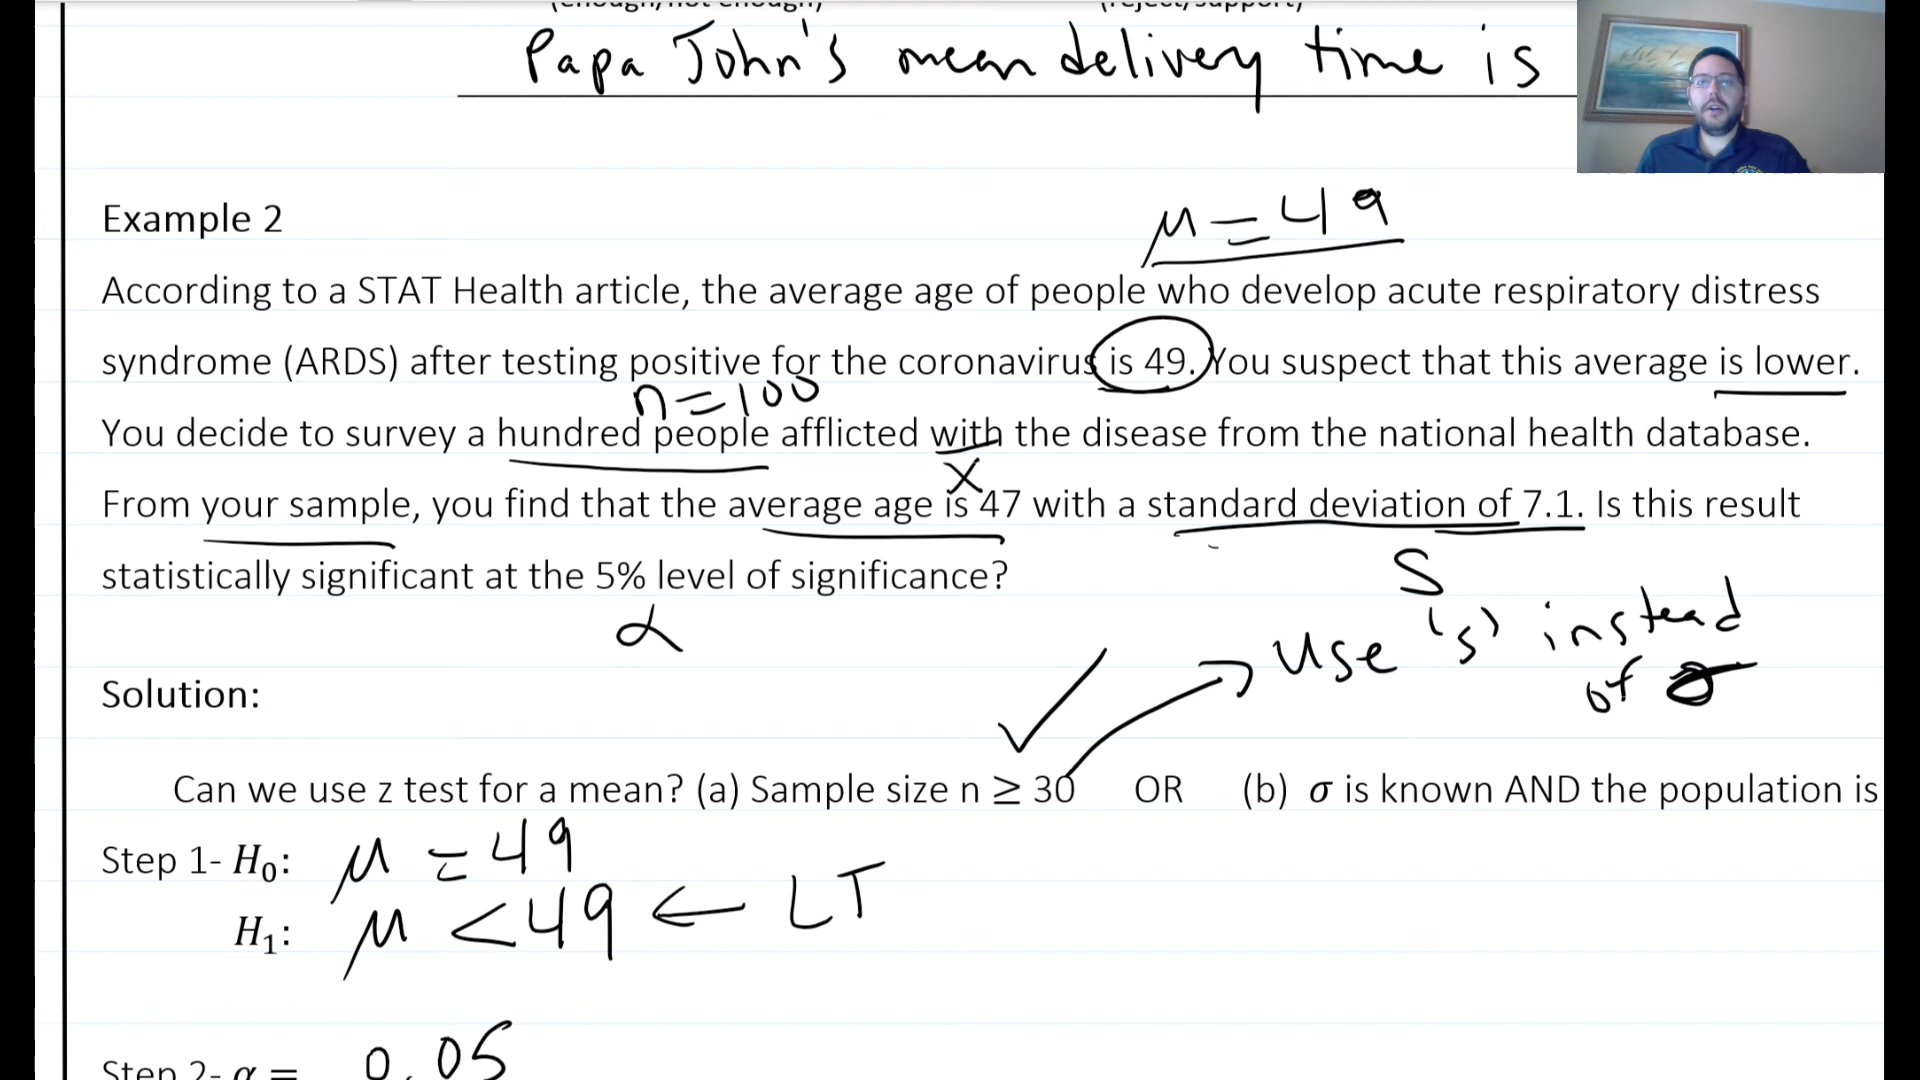 (enough/not enough) (reject/support)
Papa John's mean delivery time is
Example 2
μ = 49
According to a STAT Health article, the average age of people who develop acute respiratory distress
syndrome (ARDS) after testing positive for the coronavirus is 49. You suspect that this average is lower.
n = 100
You decide to survey a hundred people afflicted with the disease from the national health database.
x̄
From your sample, you find that the average age is 47 with a standard deviation of 7.1. Is this result
s
statistically significant at the 5% level of significance?
α
Use 's' instead
of σ
Solution:
Can we use z test for a mean? (a) Sample size n ≥ 30 OR (b) σ is known AND the population is
Step 1- H₀: μ = 49
H₁: μ < 49 ← LT
Step 2- α = 0.05